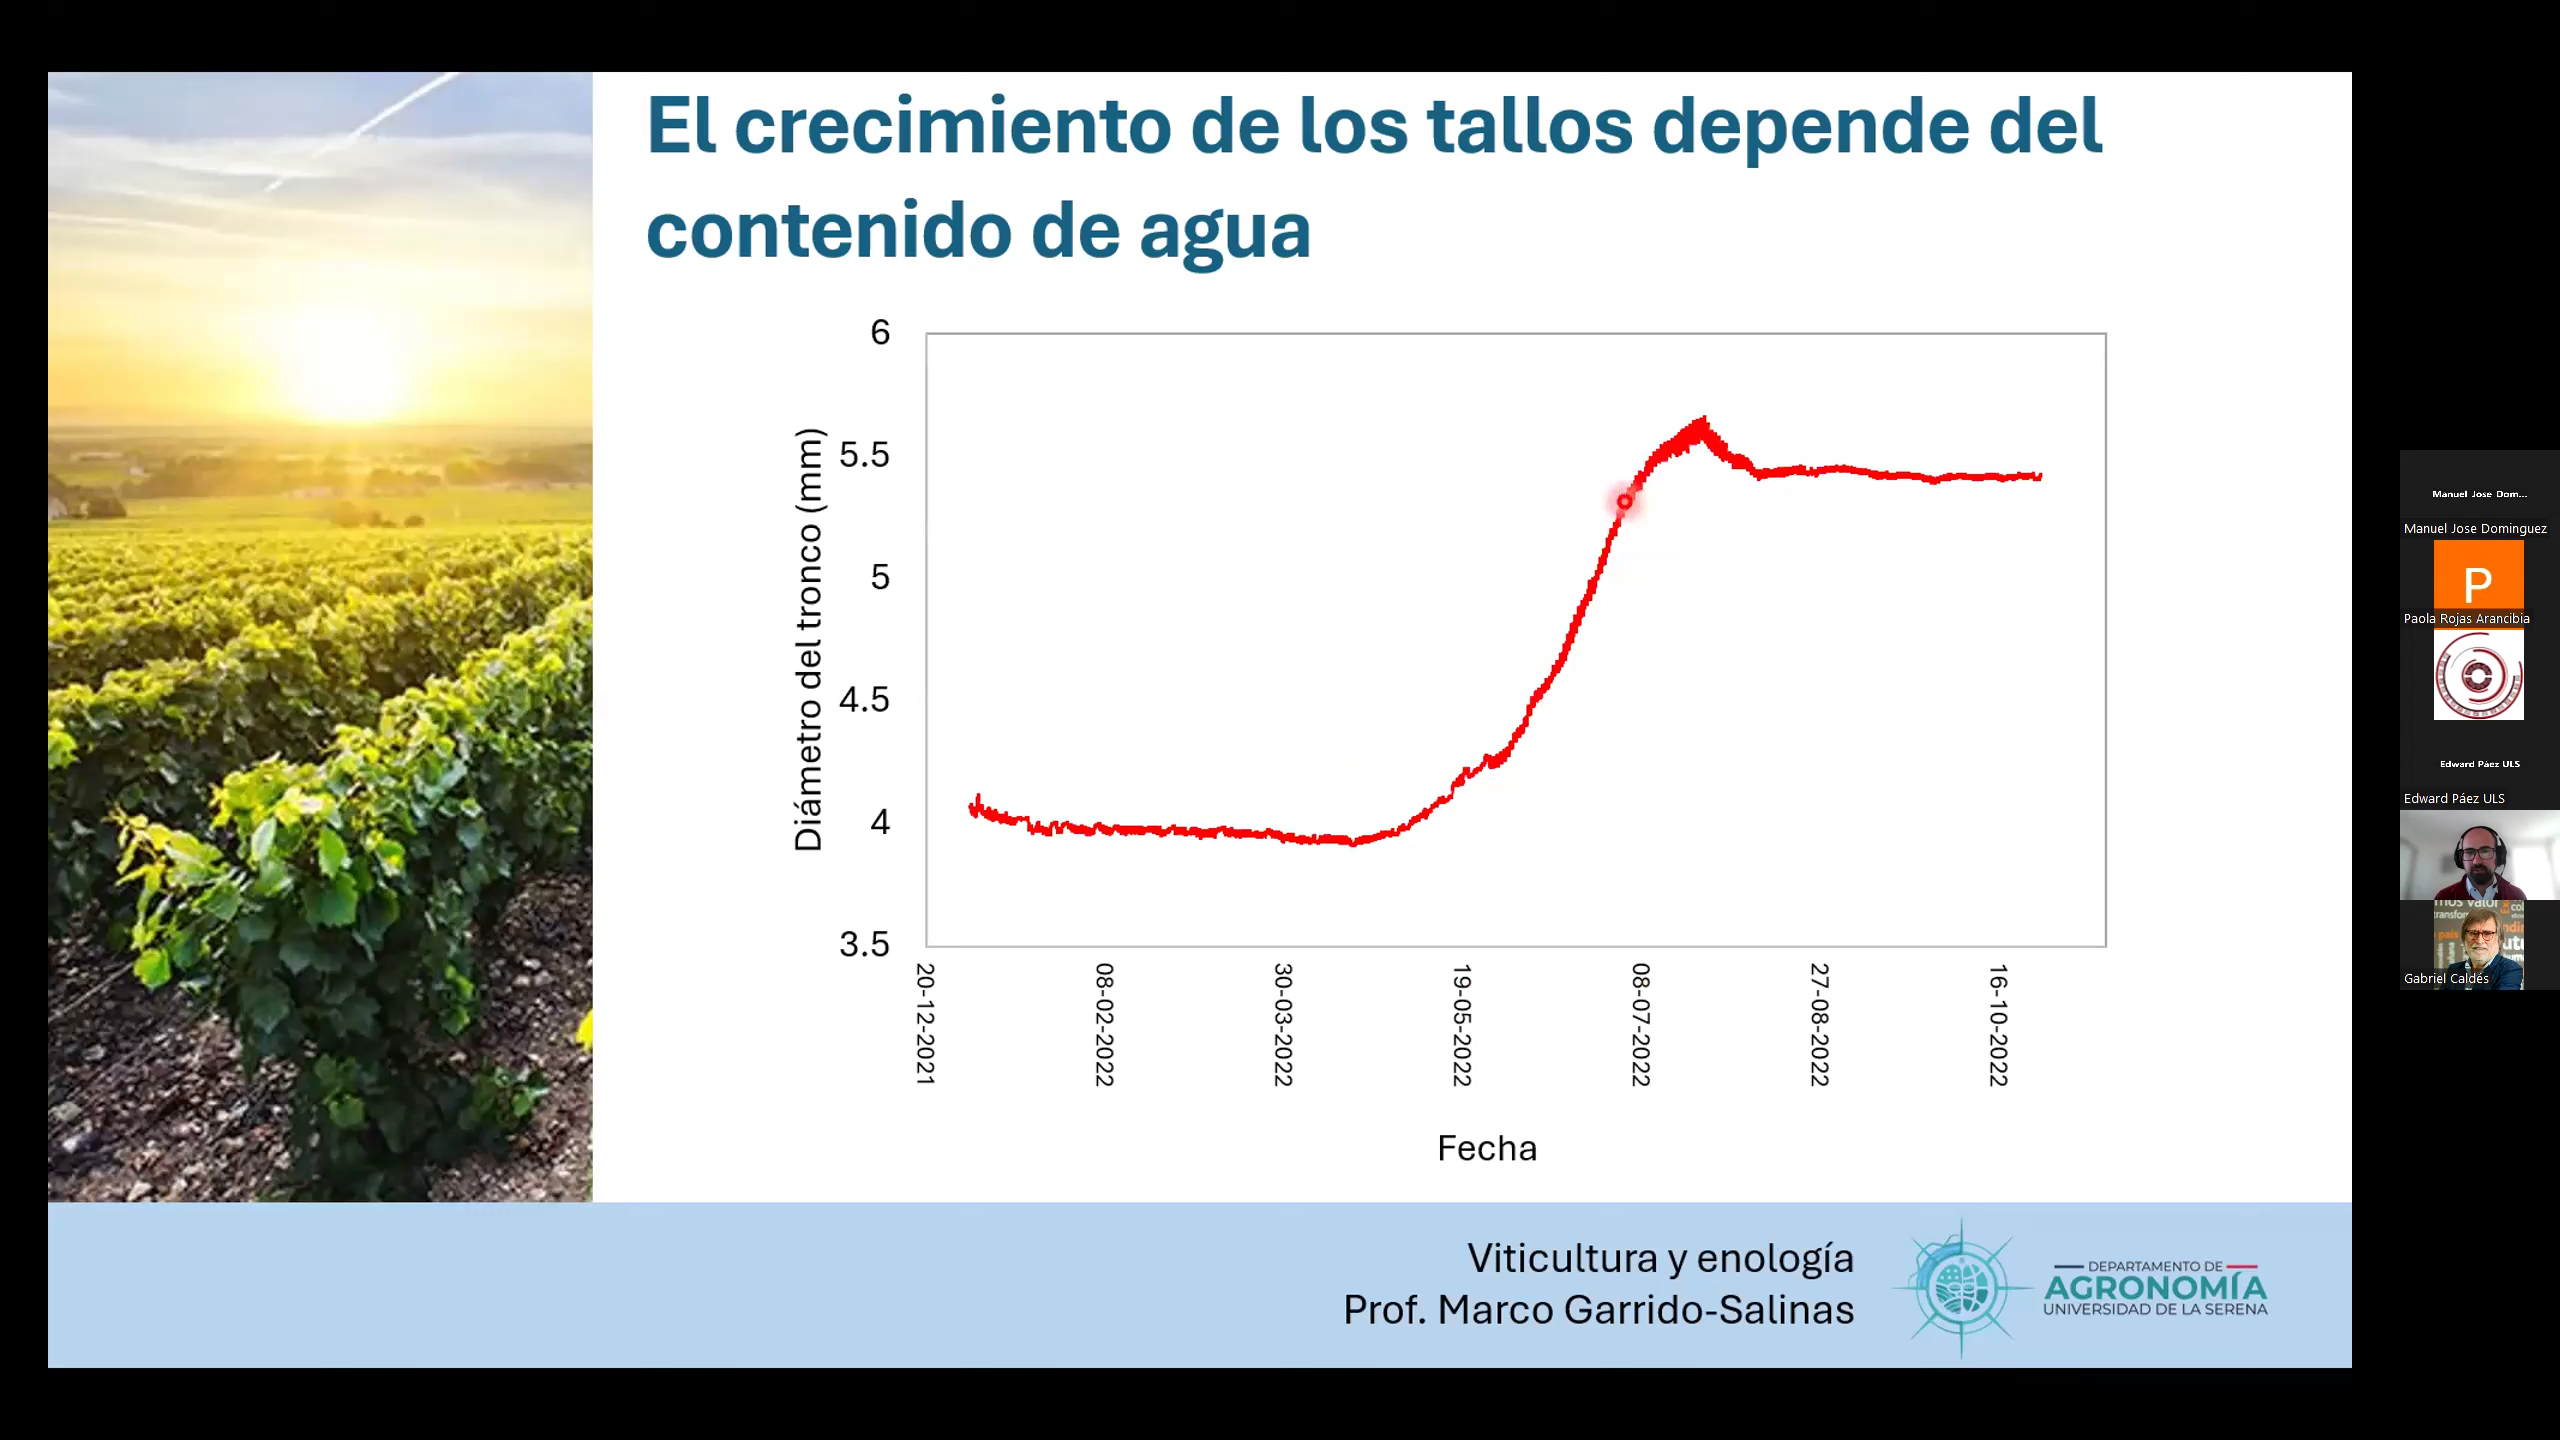 El crecimiento de los tallos depende del
contenido de agua
6
5.5
5
4.5
4
3.5
Diámetro del tronco (mm)
20-12-2021
08-02-2022
30-03-2022
19-05-2022
08-07-2022
27-08-2022
16-10-2022
Fecha
Viticultura y enología
Prof. Marco Garrido-Salinas
DEPARTAMENTO DE
AGRONOMÍA
UNIVERSIDAD DE LA SERENA
Manuel Jose Dom...
Manuel Jose Dominguez
P
Paola Rojas Arancibia
Edward Páez ULS
Edward Páez ULS
Gabriel Caldés